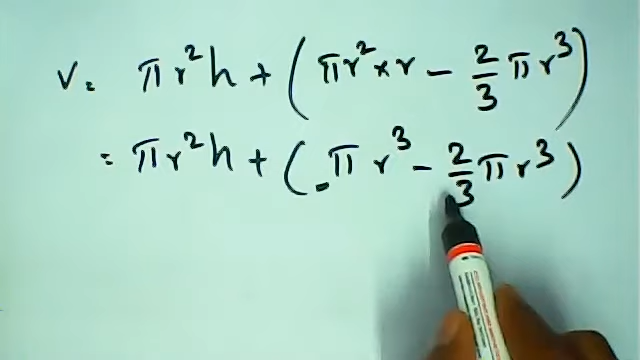 V = πr²h + (πr² × r − 2/3 πr³)
= πr²h + (πr³ − 2/3 πr³)